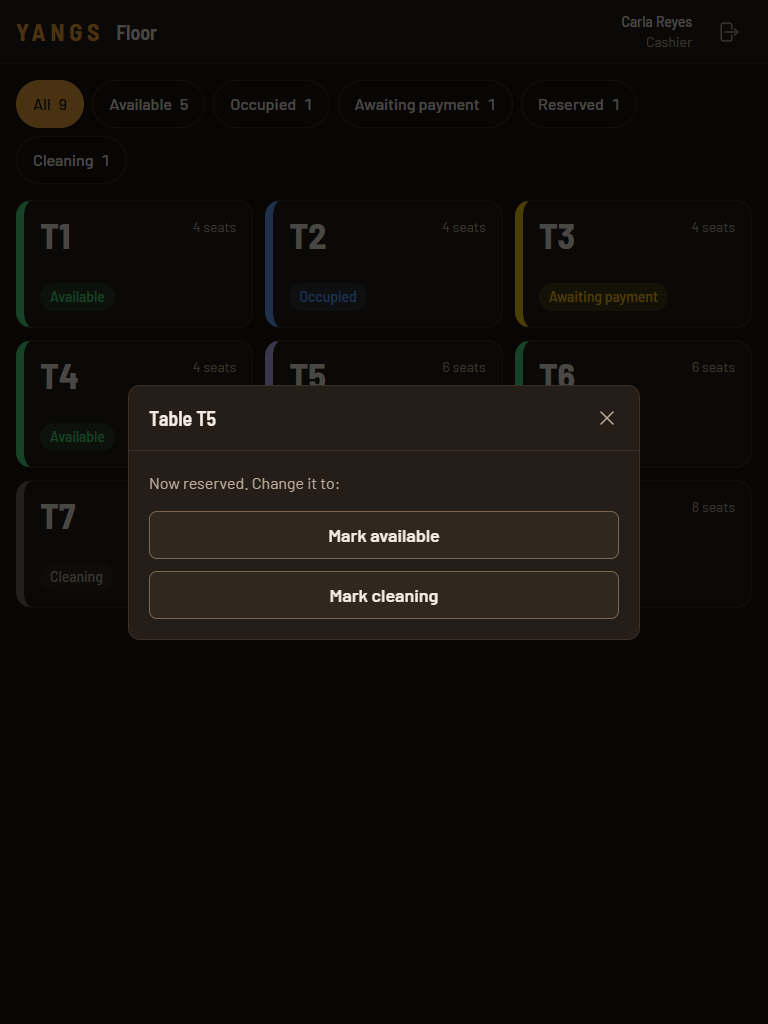 YANGS Floor
Carla Reyes
Cashier
All 9
Available 5
Occupied 1
Awaiting payment 1
Reserved 1
Cleaning 1
T1
4 seats
Available
T2
4 seats
Occupied
T3
4 seats
Awaiting payment
T4
4 seats
Available
T5
6 seats
T6
6 seats
T7
Cleaning
8 seats
Table T5
Now reserved. Change it to:
Mark available
Mark cleaning